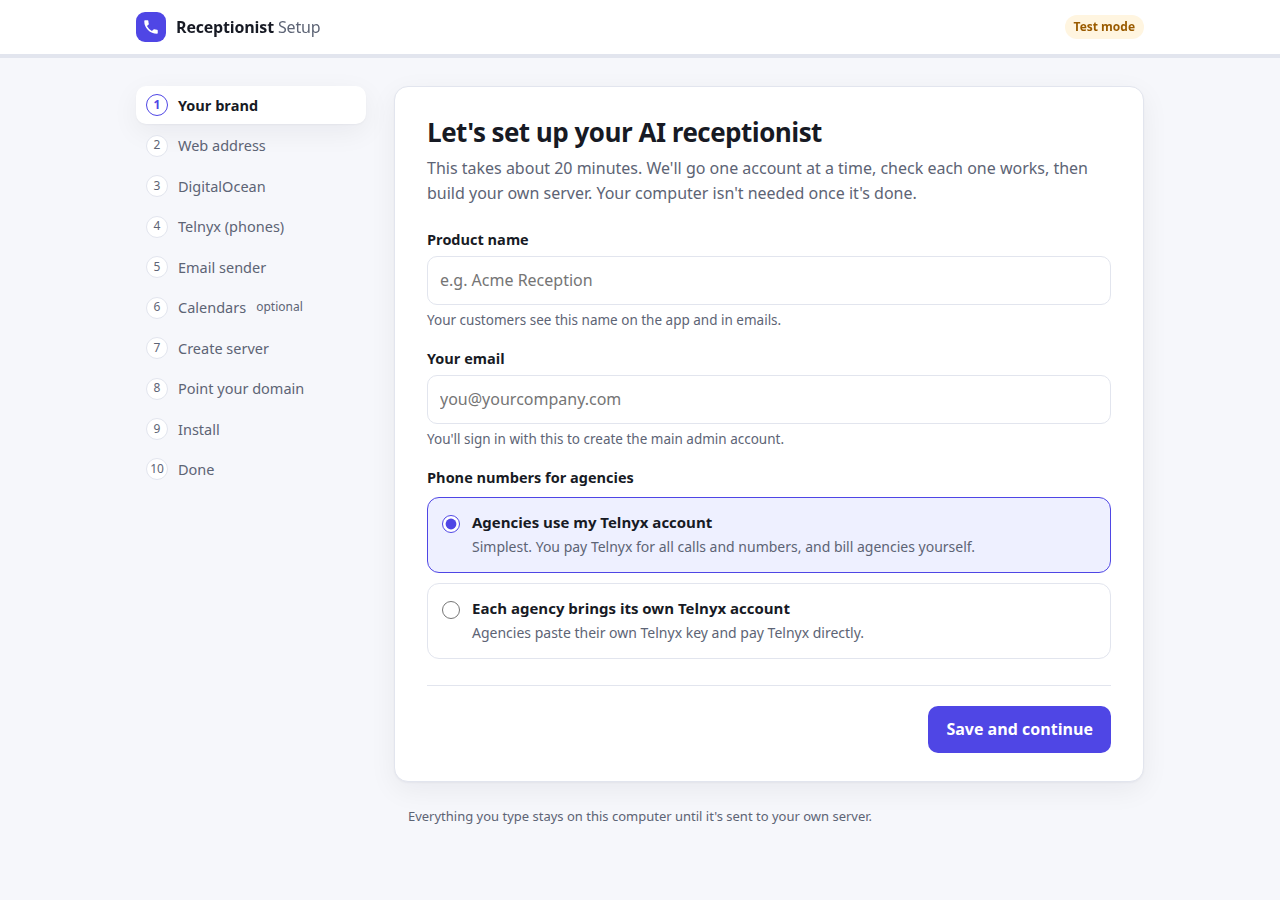 Receptionist Setup
Test mode
1 Your brand
2 Web address
3 DigitalOcean
4 Telnyx (phones)
5 Email sender
6 Calendars optional
7 Create server
8 Point your domain
9 Install
10 Done
Let's set up your AI receptionist
This takes about 20 minutes. We'll go one account at a time, check each one works, then
build your own server. Your computer isn't needed once it's done.
Product name
e.g. Acme Reception
Your customers see this name on the app and in emails.
Your email
you@yourcompany.com
You'll sign in with this to create the main admin account.
Phone numbers for agencies
Agencies use my Telnyx account
Simplest. You pay Telnyx for all calls and numbers, and bill agencies yourself.
Each agency brings its own Telnyx account
Agencies paste their own Telnyx key and pay Telnyx directly.
Save and continue
Everything you type stays on this computer until it's sent to your own server.